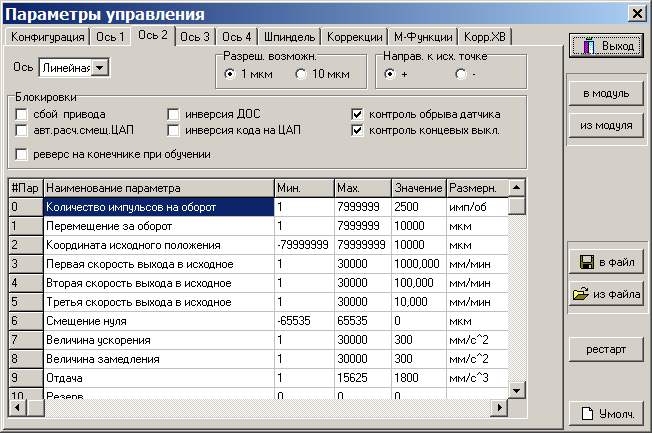 Параметры управления
Конфигурация Ось 1 Ось 2 Ось 3 Ось 4 Шпиндель Коррекции М-Функции Корр.ХВ
Выход
Ось Линейная
Разреш. возможн.
1 мкм 10 мкм
Направ. к исх. точке
+ -
в модуль
из модуля
Блокировки
сбой привода инверсия ДОС контроль обрыва датчика
авт.расч.смещ.ЦАП инверсия кода на ЦАП контроль концевых выкл.
реверс на конечнике при обучении
#Пар Наименование параметра Мин. Мах. Значение Размерн.
0 Количество импульсов на оборот 1 7999999 2500 имп/об
1 Перемещение за оборот 1 7999999 10000 мкм
2 Координата исходного положения -79999999 79999999 10000 мкм
3 Первая скорость выхода в исходное 1 30000 1000,000 мм/мин
4 Вторая скорость выхода в исходное 1 30000 100,000 мм/мин
5 Третья скорость выхода в исходное 1 30000 10,000 мм/мин
6 Смещение нуля -65535 65535 0 мкм
7 Величина ускорения 1 30000 300 мм/с^2
8 Величина замедления 1 30000 300 мм/с^2
9 Отдача 1 15625 1800 мм/с^3
10 Резерв 0 0 0
в файл
из файла
рестарт
Умолч.